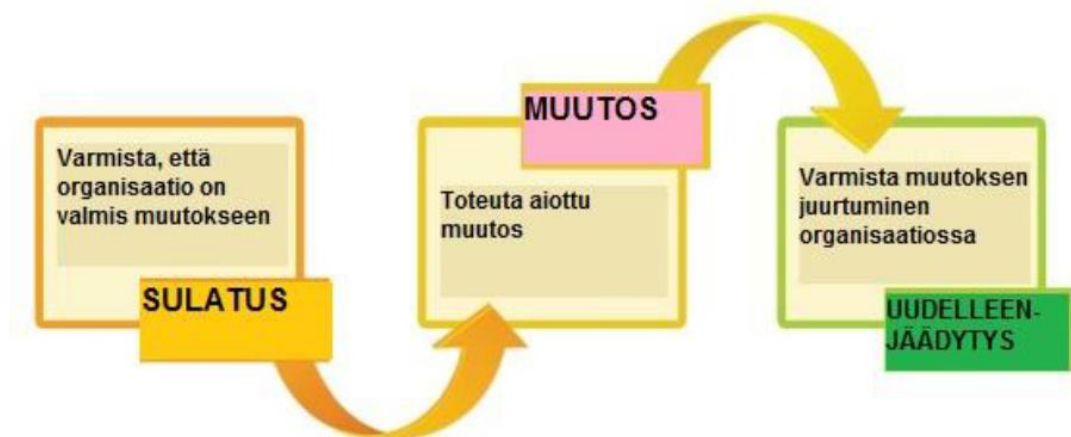 Varmista, että
organisaatio on
valmis muutokseen
SULATUS
MUUTOS
Toteuta aiottu
muutos
Varmista muutoksen
juurtuminen
organisaatiossa
UUDELLEEN-
JÄÄDYTYS